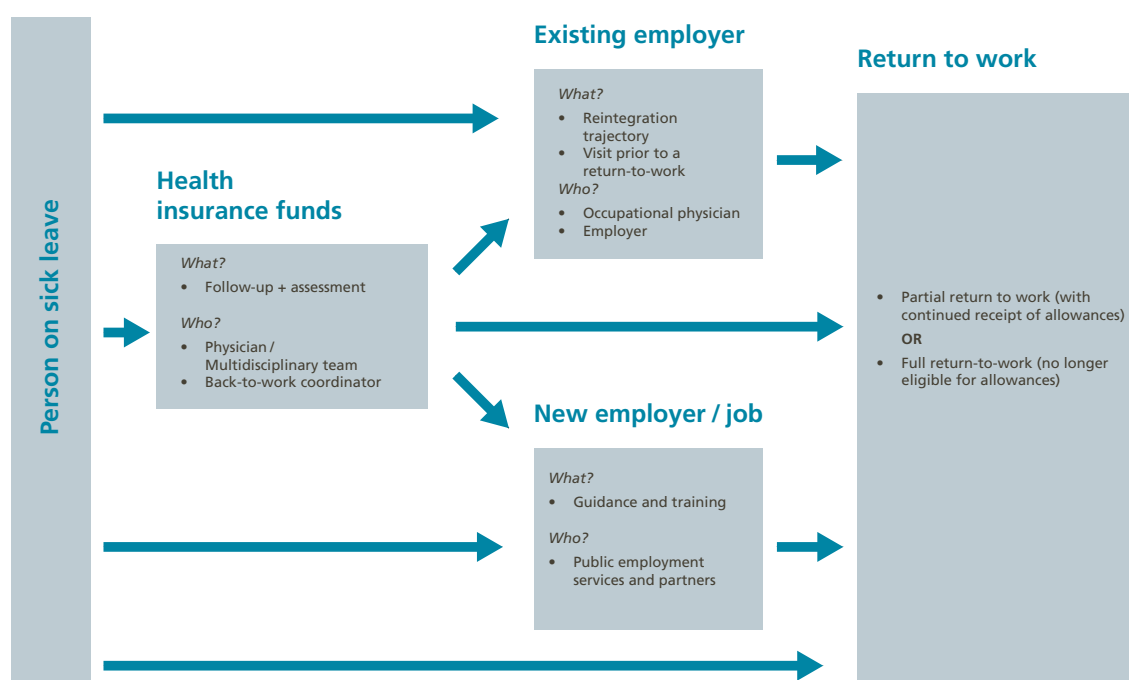 Person on sick leave
Health
insurance funds
What?
• Follow-up + assessment
Who?
• Physician /
Multidisciplinary team
• Back-to-work coordinator
Existing employer
What?
• Reintegration
trajectory
• Visit prior to a
return-to-work
Who?
• Occupational physician
• Employer
New employer / job
What?
• Guidance and training
Who?
• Public employment
services and partners
Return to work
• Partial return to work (with
continued receipt of allowances)
OR
• Full return-to-work (no longer
eligible for allowances)